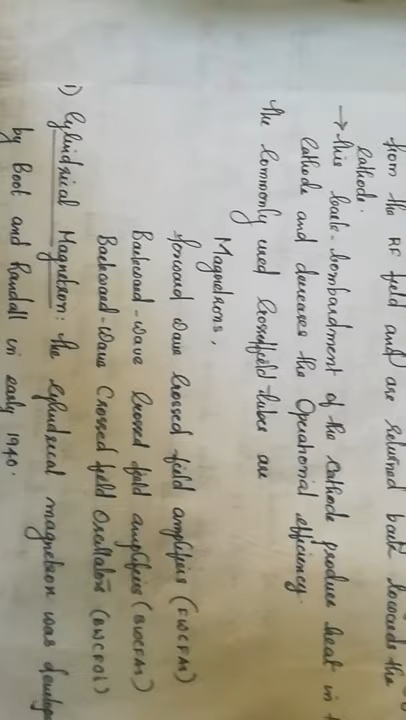 from the RF field and are returned back towards the
cathode.
→ this back-bombardment of the cathode produce heat in
cathode and decreases the Operational efficiency.
The commonly used crossfield tubes are
Magnetrons,
forward wave crossed field amplifiers (FWCFAs)
Backward-wave crossed field amplifiers (BWCFAs)
Backward-Wave Crossed field Oscillators (BWCFOs)
i) Cylindrical Magnetron: The cylindrical magnetron was develope
by Boot and Randall in early 1940.